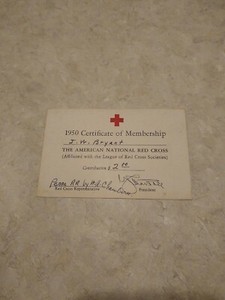 1950 Certificate of Membership
J. W. Bryant
THE AMERICAN NATIONAL RED CROSS
(Affiliated with the League of Red Cross Societies)
Contribution $ 2.00
RED CROSS REPRESENTATIVE PRESIDENT